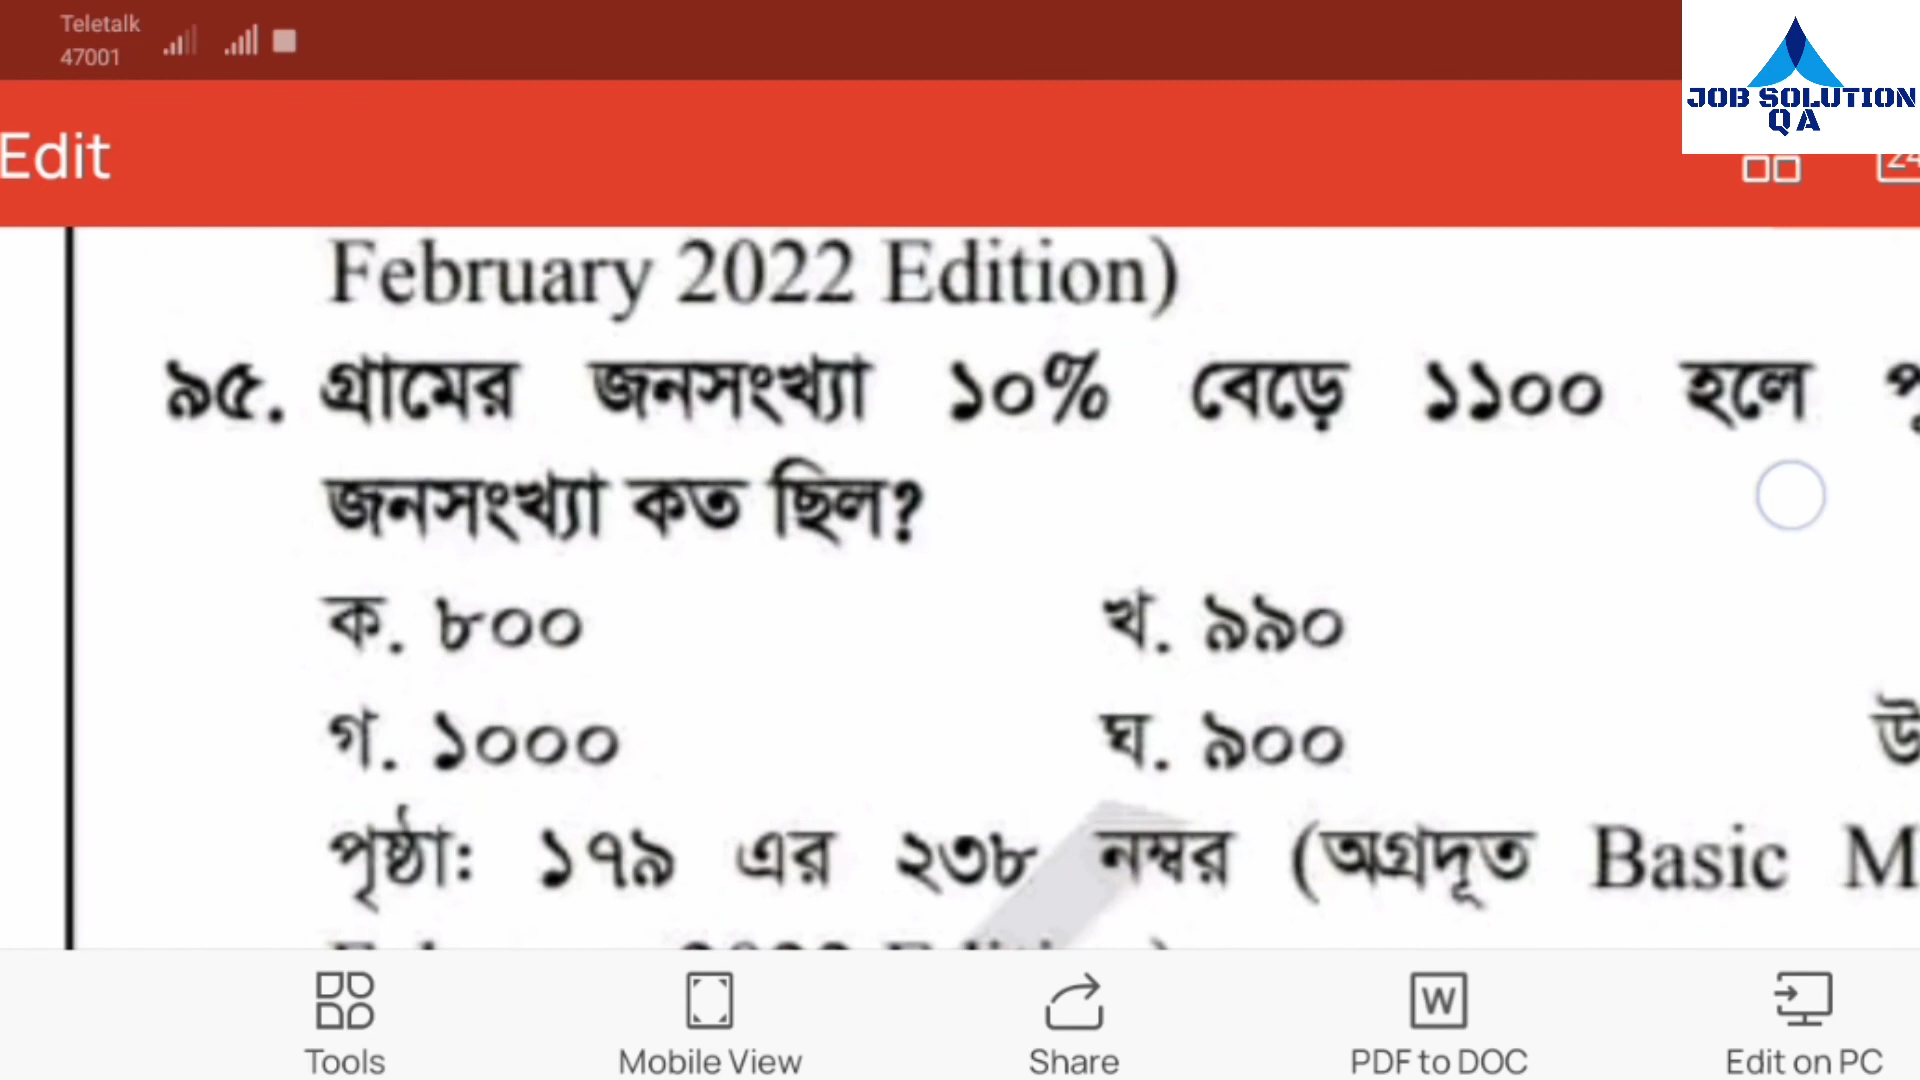 Teletalk
47001
JOB SOLUTION
QA
Edit
February 2022 Edition)
৯৫. গ্রামের জনসংখ্যা ১০% বেড়ে ১১০০ হলে
জনসংখ্যা কত ছিল?
ক. ৮০০ খ. ৯৯০
গ. ১০০০ ঘ. ৯০০
পৃষ্ঠা: ১৭৯ এর ২৩৮ নম্বর (অগ্রদূত Basic M
Tools Mobile View Share PDF to DOC Edit on PC